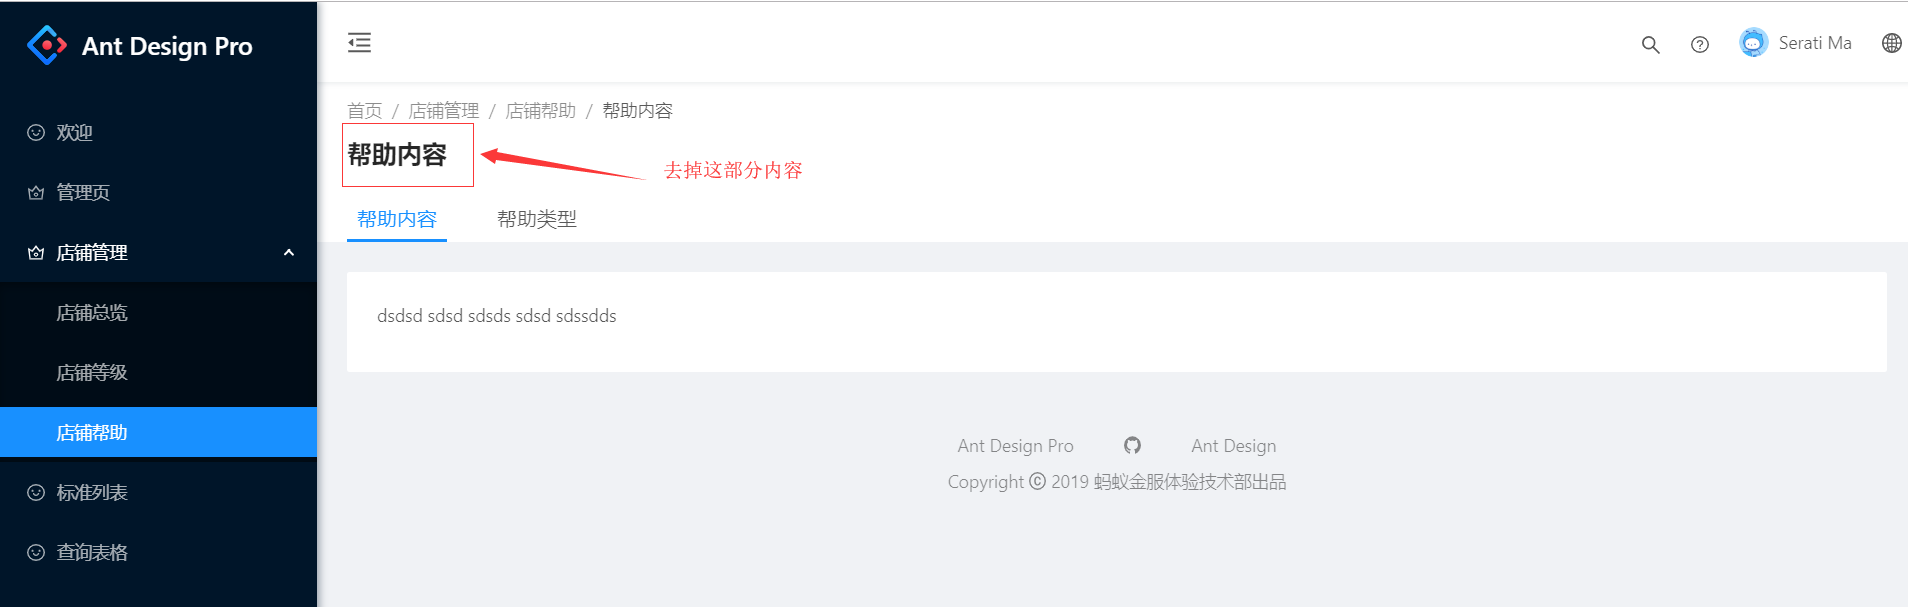 Ant Design Pro
Serati Ma
欢迎
管理页
店铺管理
店铺总览
店铺等级
店铺帮助
标准列表
查询表格
首页 / 店铺管理 / 店铺帮助 / 帮助内容
帮助内容
去掉这部分内容
帮助内容 帮助类型
dsdsd sdsd sdsds sdsd sdssdds
Ant Design Pro Ant Design
Copyright © 2019 蚂蚁金服体验技术部出品